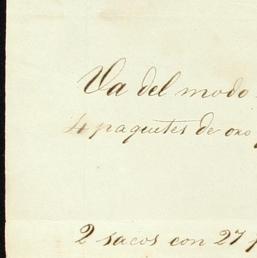 Va del modo
4 paquetes de oro
2 sacos con 27